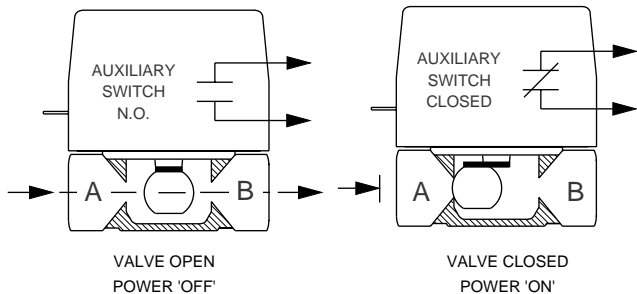 AUXILIARY
SWITCH
N.O.
A
B
VALVE OPEN
POWER 'OFF'
AUXILIARY
SWITCH
CLOSED
A
B
VALVE CLOSED
POWER 'ON'